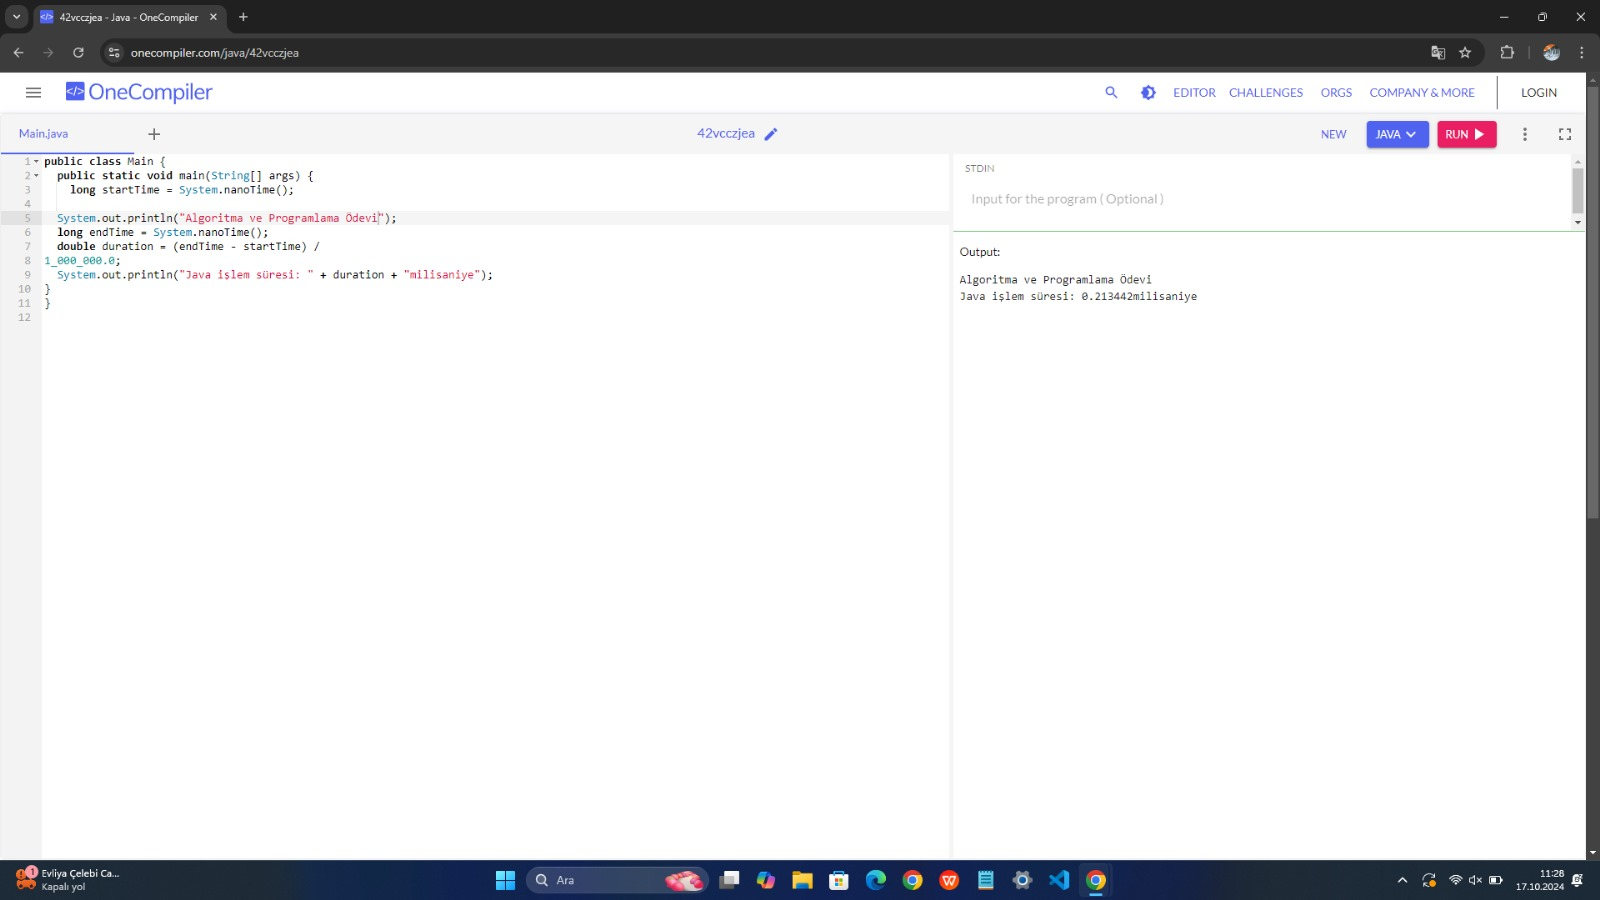 42vcczjea - Java - OneCompiler
onecompiler.com/java/42vcczjea
OneCompiler
EDITOR CHALLENGES ORGS COMPANY & MORE LOGIN
Main.java
42vcczjea
NEW JAVA RUN
1 public class Main {
2 public static void main(String[] args) {
3 long startTime = System.nanoTime();
4
5 System.out.println("Algoritma ve Programlama Ödevi");
6 long endTime = System.nanoTime();
7 double duration = (endTime - startTime) /
8 1_000_000.0;
9 System.out.println("Java işlem süresi: " + duration + "milisaniye");
10 }
11 }
12
STDIN
Input for the program ( Optional )
Output:
Algoritma ve Programlama Ödevi
Java işlem süresi: 0.213442milisaniye
1
Evliya Çelebi Ca...
Kapalı yol
Ara
11:28
17.10.2024